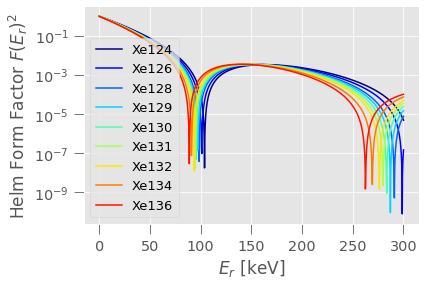 Helm Form Factor $F(E_r)^2$
10⁻¹
10⁻³
10⁻⁵
10⁻⁷
10⁻⁹
Xe124
Xe126
Xe128
Xe129
Xe130
Xe131
Xe132
Xe134
Xe136
0 50 100 150 200 250 300
$E_r$ [keV]